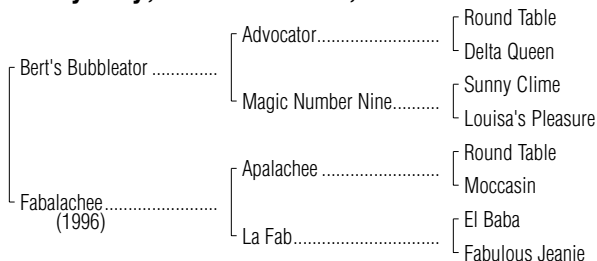 Round Table
Advocator..................
Delta Queen
Bert's Bubbleator ..............
Sunny Clime
Magic Number Nine..........
Louisa's Pleasure
Round Table
Apalachee ......................
Moccasin
Fabalachee........................
(1996)
El Baba
La Fab............................
Fabulous Jeanie